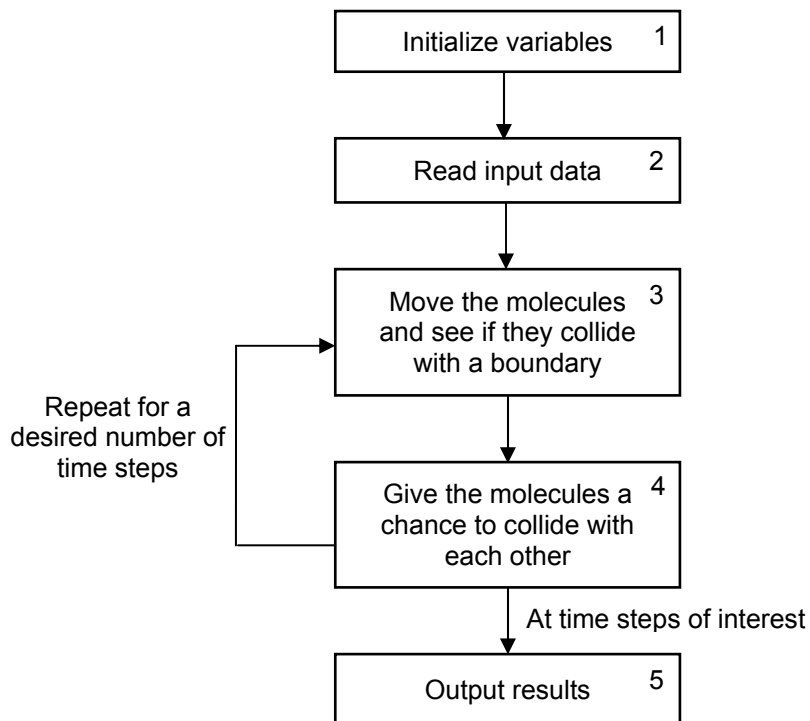 Initialize variables 1
Read input data 2
Move the molecules 3
and see if they collide
with a boundary
Repeat for a
desired number of
time steps
Give the molecules a 4
chance to collide with
each other
At time steps of interest
Output results 5